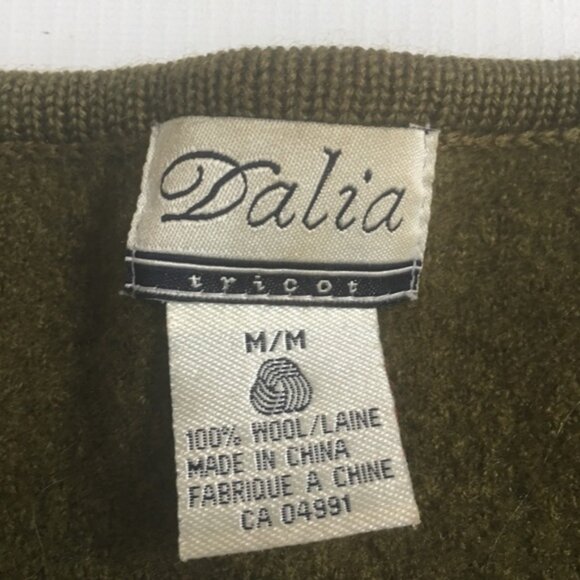 Dalia
tricot
M/M
100% WOOL/LAINE
MADE IN CHINA
FABRIQUE A CHINE
CA 04991